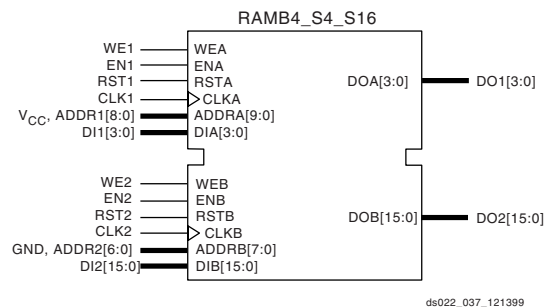 RAMB4_S4_S16
WE1 WEA
EN1 ENA
RST1 RSTA DOA[3:0] DO1[3:0]
CLK1 CLKA
VCC, ADDR1[8:0] ADDRA[9:0]
DI1[3:0] DIA[3:0]
WE2 WEB
EN2 ENB
RST2 RSTB DOB[15:0] DO2[15:0]
CLK2 CLKB
GND, ADDR2[6:0] ADDRB[7:0]
DI2[15:0] DIB[15:0]
ds022_037_121399